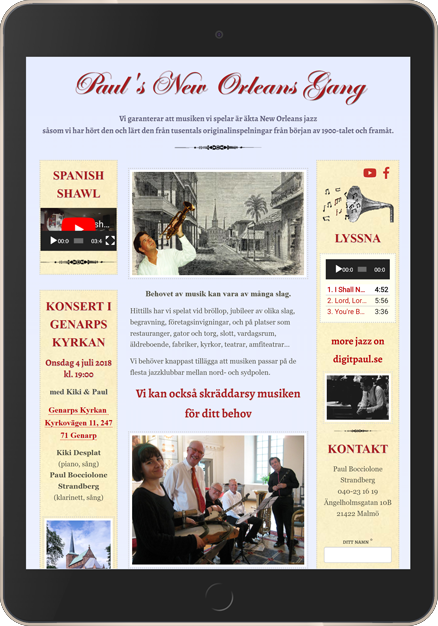 Paul's New Orleans Gang
Vi garanterar att musiken vi spelar är äkta New Orleans jazz
såsom vi har hört den och lärt den från tusentals originalinspelningar från början av 1900-talet och framåt.
SPANISH
SHAWL
sh...
00:0
03:4
KONSERT I
GENARPS
KYRKAN
Onsdag 4 juli 2018
kl. 19:00
med Kiki & Paul
Genarps Kyrkan
Kyrkovägen 11, 247
71 Genarp
Kiki Desplat
(piano, sång)
Paul Bocciolone
Strandberg
(klarinett, sång)
Behovet av musik kan vara av många slag.
Hittills har vi spelat vid bröllop, jubileer av olika slag,
begravning, företagsinvigningar, och på platser som
restauranger, gator och torg, slott, vardagsrum,
äldreboende, fabriker, kyrkor, teatrar, amfiteatrar...
Vi behöver knappast tillägga att musiken passar på de
flesta jazzklubbar mellan nord- och sydpolen.
Vi kan också skräddarsy musiken
för ditt behov
LYSSNA
00:0
00:0
1. I Shall N... 4:52
2. Lord, Lor... 5:56
3. You're B... 3:36
more jazz on
digitpaul.se
KONTAKT
Paul Bocciolone
Strandberg
040-23 16 19
Ängelholmsgatan 10B
21422 Malmö
DITT NAMN *